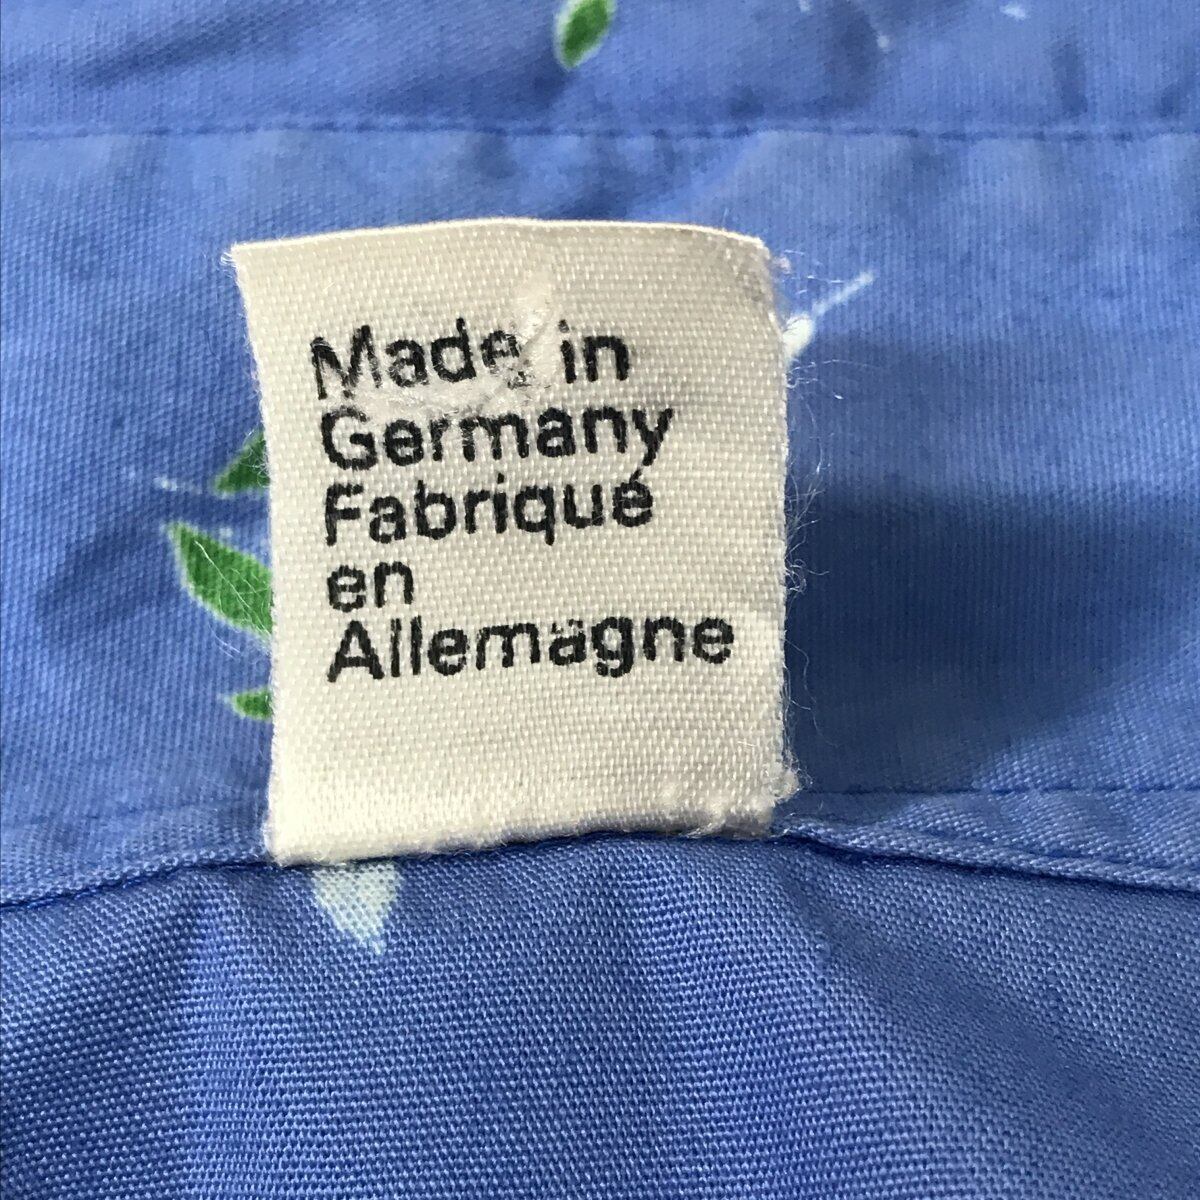 Made in
Germany
Fabriqué
en
Allemagne